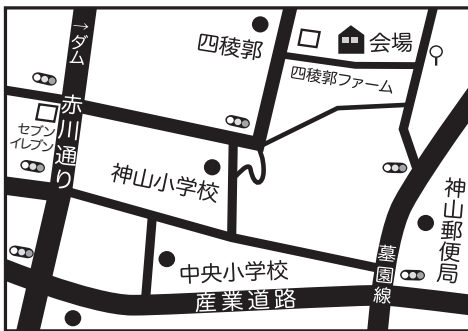 →ダム
四稜郭
会場
四稜郭ファーム
赤川通り
セブン
イレブン
神山小学校
神山郵便局
中央小学校
墓園線
産業道路